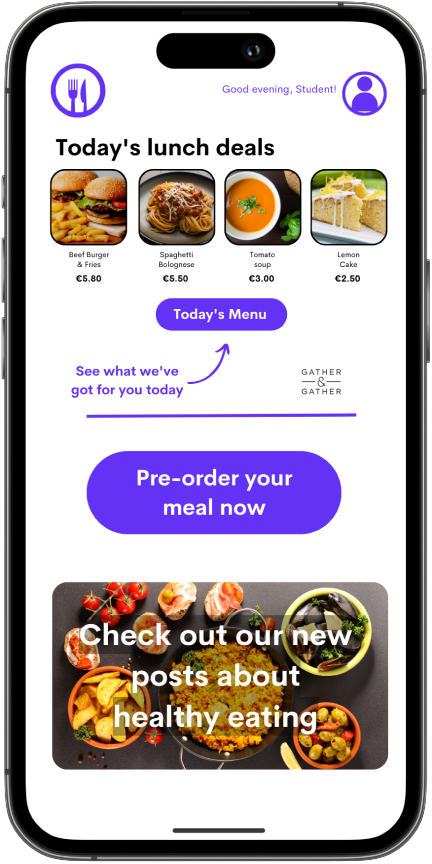 Good evening, Student!
Today's lunch deals
Beef Burger
& Fries
€5.80
Spaghetti
Bolognese
€5.50
Tomato
soup
€3.00
Lemon
Cake
€2.50
Today's Menu
See what we've
got for you today
GATHER
&
GATHER
Pre-order your
meal now
Check out our new
posts about
healthy eating